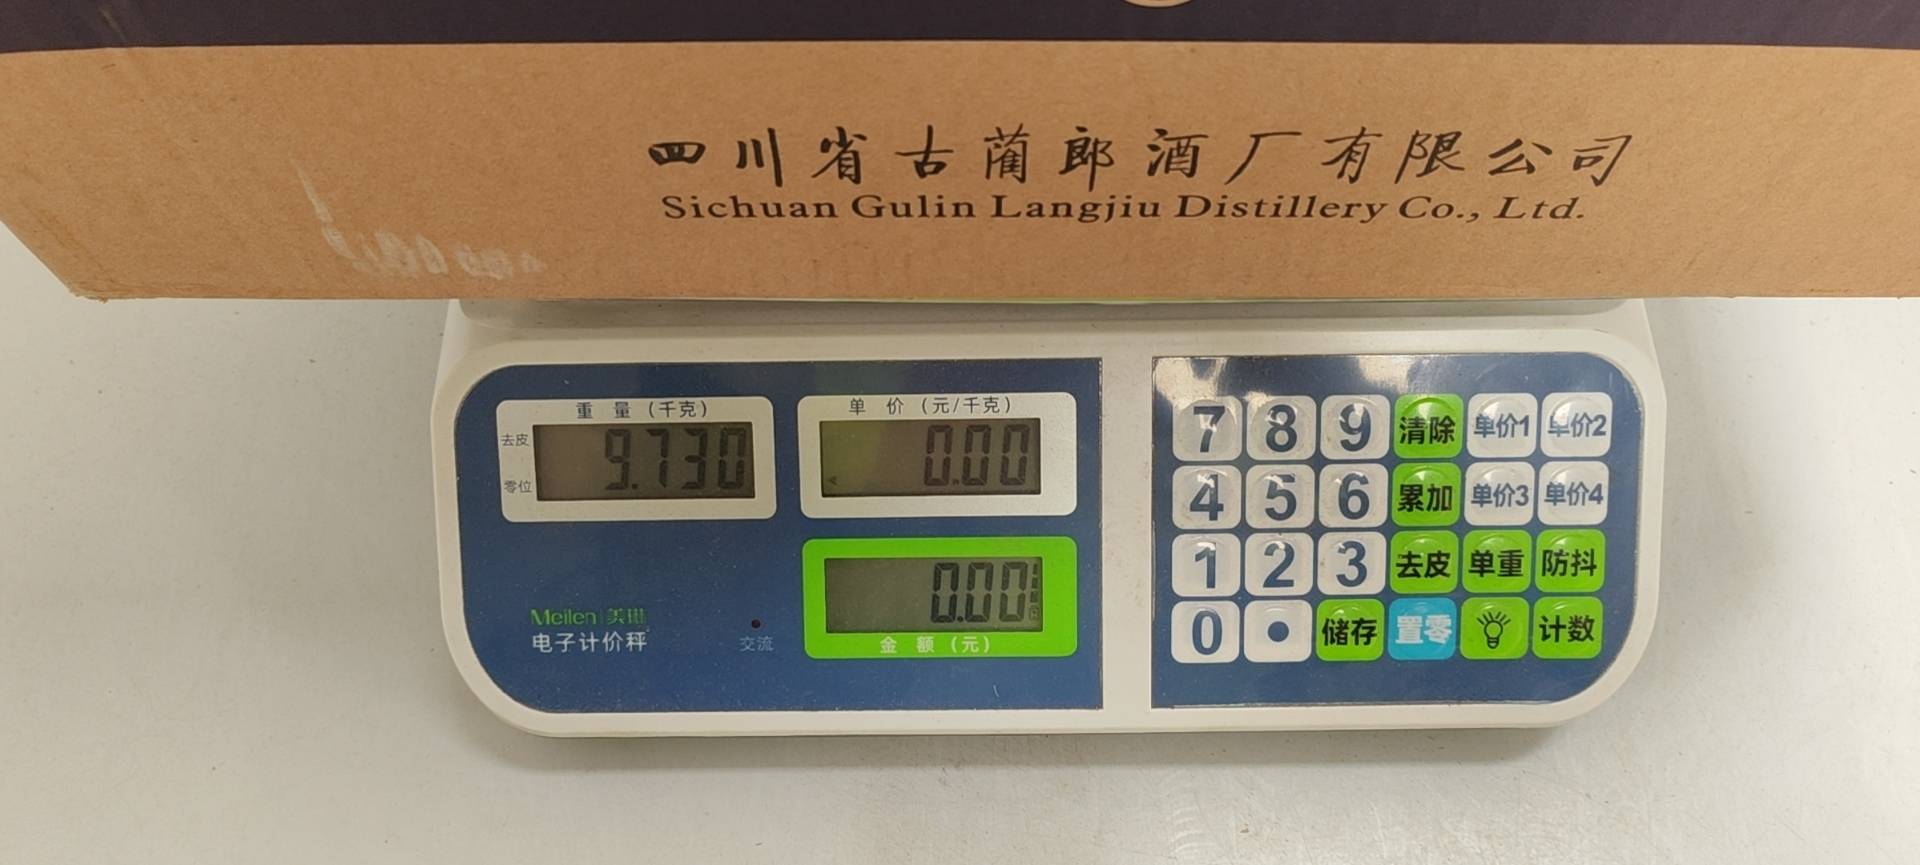 四川省古蔺郎酒厂有限公司
Sichuan Gulin Langjiu Distillery Co., Ltd.
重量(千克)
去皮
零位
9.730
单价(元/千克)
0.00
0.00
金额(元)
Meilen 美琳
电子计价秤
交流
7 8 9 清除 单价1 单价2
4 5 6 累加 单价3 单价4
1 2 3 去皮 单重 防抖
0 • 储存 置零 计数